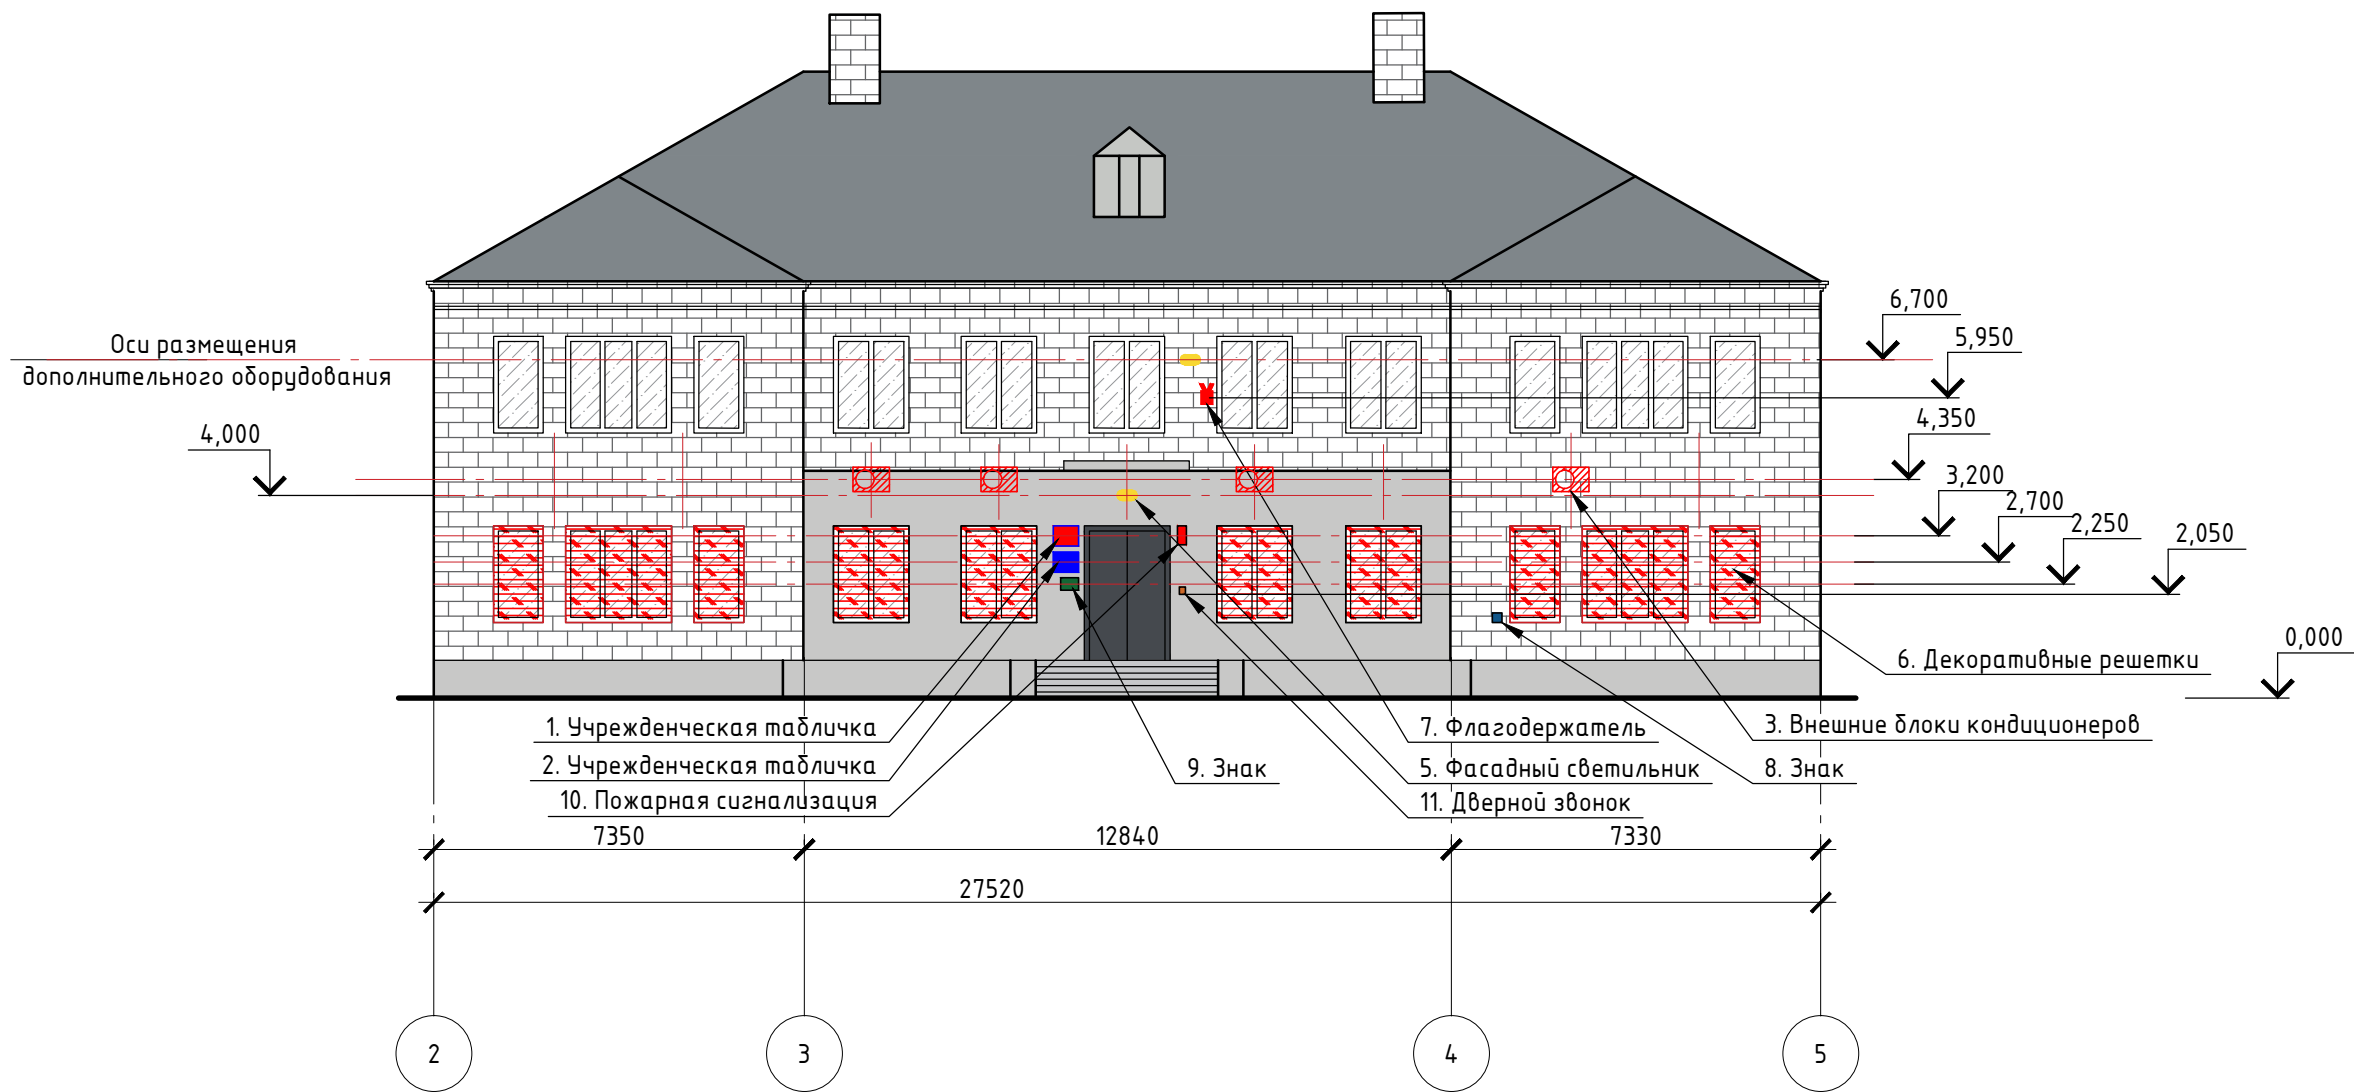 6,700
Оси размещения
дополнительного оборудования
5,950
4,000
4,350
3,200
2,700
2,250
2,050
0,000
6. Декоративные решетки
1. Учрежденческая табличка
7. Флагодержатель
3. Внешние блоки кондиционеров
2. Учрежденческая табличка
9. Знак
5. Фасадный светильник
8. Знак
10. Пожарная сигнализация
11. Дверной звонок
7350
12840
7330
27520
2
3
4
5